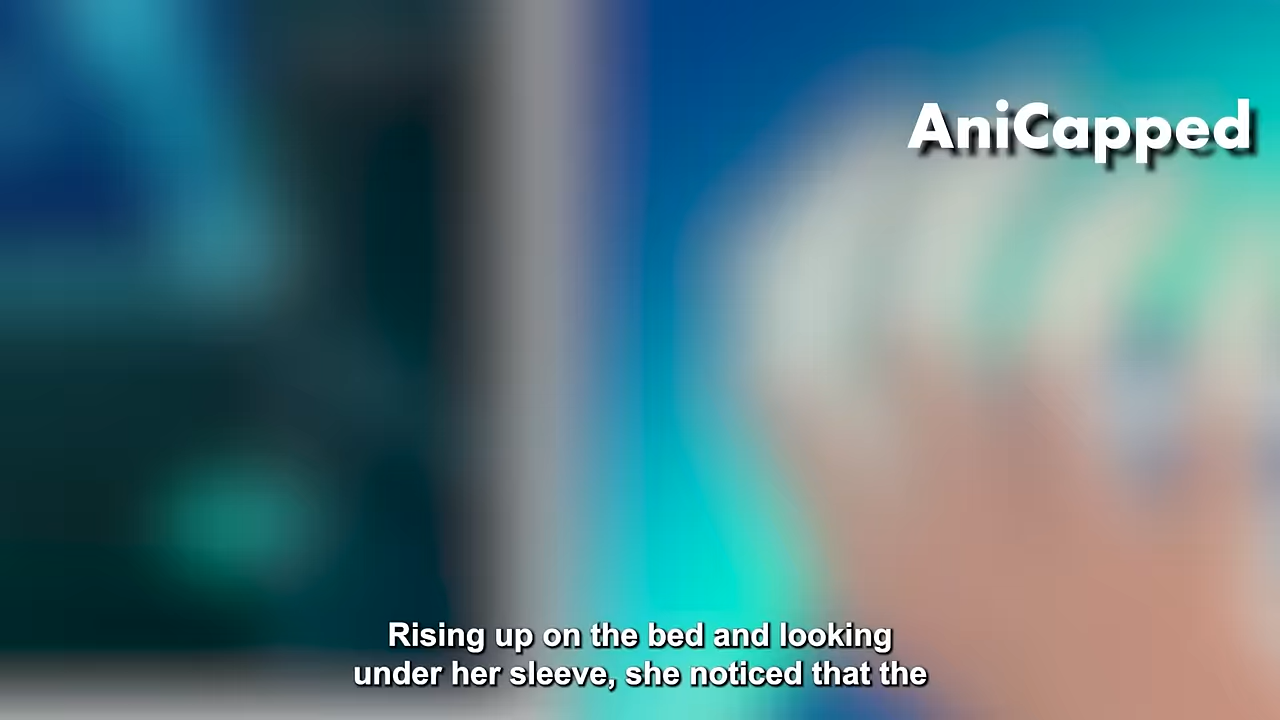 AniCapped
Rising up on the bed and looking
under her sleeve, she noticed that the